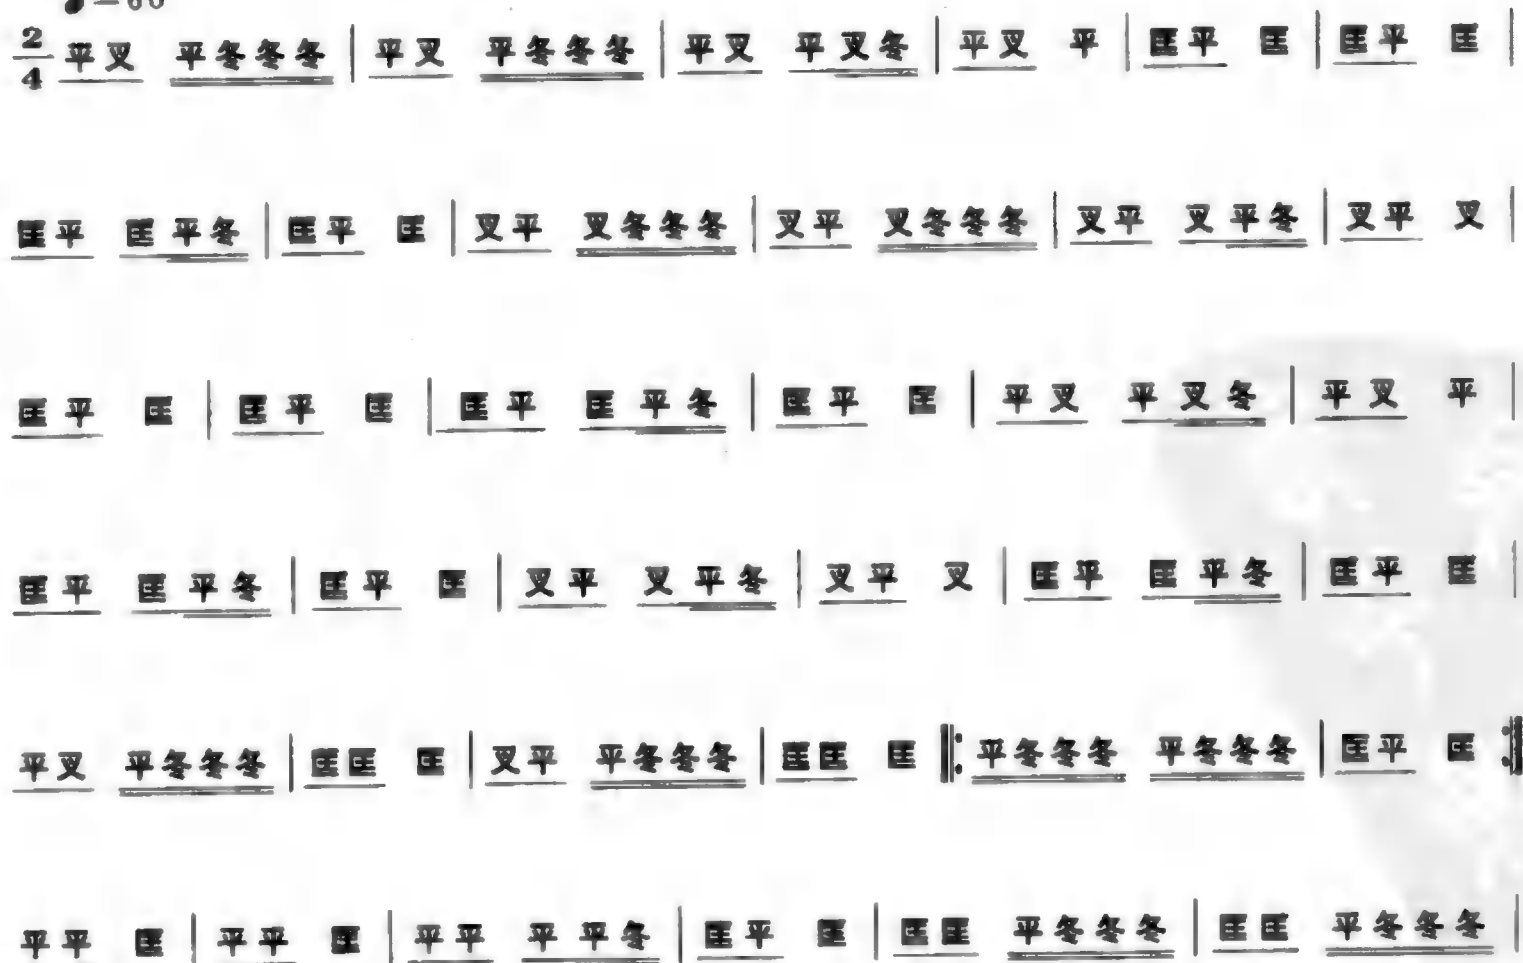 2/4 平叉 平冬冬冬 | 平叉 平冬冬冬 | 平叉 平叉冬 | 平叉 平 | 匡平 匡 | 匡平 匡 |
匡平 匡平冬 | 匡平 匡 | 叉平 叉冬冬冬 | 叉平 叉冬冬冬 | 叉平 叉平冬 | 叉平 叉 |
匡平 匡 | 匡平 匡 | 匡平 匡平冬 | 匡平 匡 | 平叉 平叉冬 | 平叉 平 |
匡平 匡平冬 | 匡平 匡 | 叉平 叉平冬 | 叉平 叉 | 匡平 匡平冬 | 匡平 匡 |
平叉 平冬冬冬 | 匡匡 匡 | 叉平 平冬冬冬 | 匡匡 匡 ‖: 平冬冬冬 平冬冬冬 | 匡平 匡 :‖
平平 匡 | 平平 匡 | 平平 平平冬 | 匡平 匡 | 匡匡 平冬冬冬 | 匡匡 平冬冬冬 |